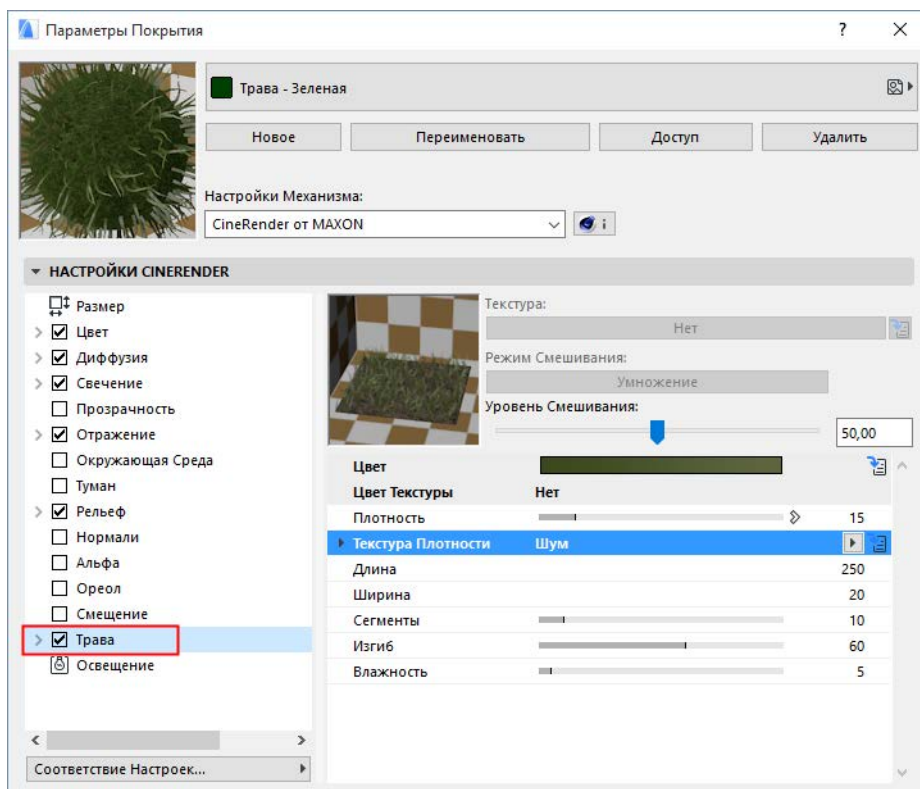 Параметры Покрытия
?
Трава - Зеленая
Новое
Переименовать
Доступ
Удалить
Настройки Механизма:
CineRender от MAXON
i
НАСТРОЙКИ CINERENDER
Размер
Цвет
Диффузия
Свечение
Прозрачность
Отражение
Окружающая Среда
Туман
Рельеф
Нормали
Альфа
Ореол
Смещение
Трава
Освещение
Соответствие Настроек...
Текстура:
Нет
Режим Смешивания:
Умножение
Уровень Смешивания:
50,00
Цвет
Цвет Текстуры Нет
Плотность 15
Текстура Плотности Шум
Длина 250
Ширина 20
Сегменты 10
Изгиб 60
Влажность 5